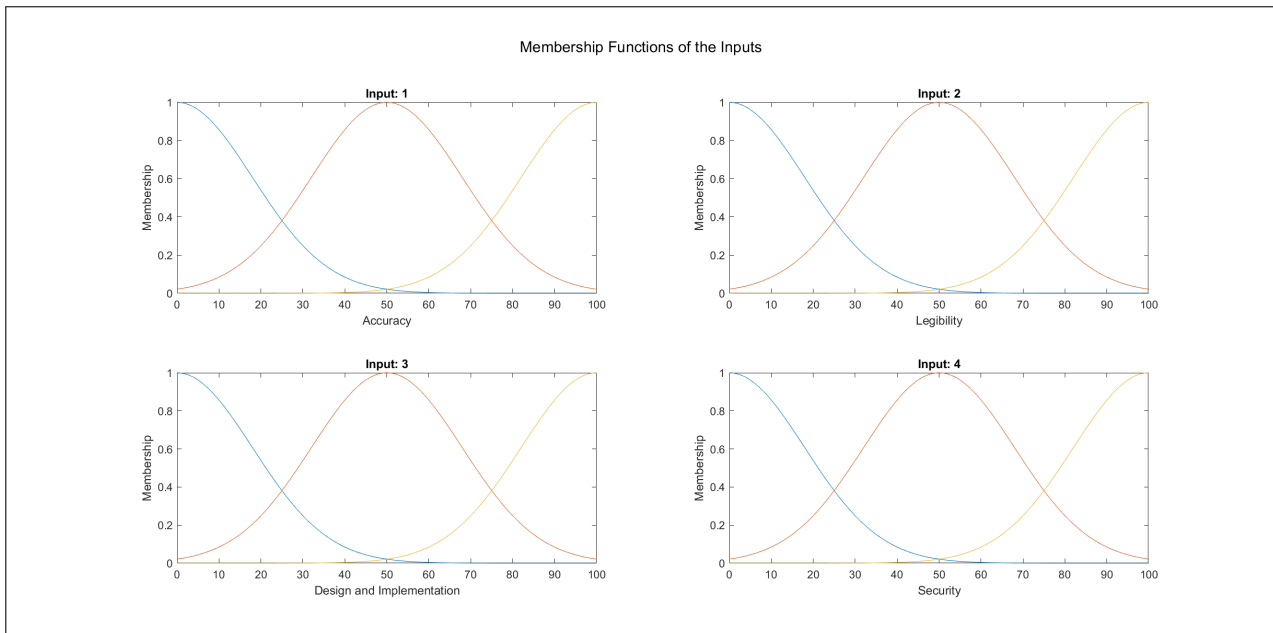 Membership Functions of the Inputs
Input: 1
1
0.8
0.6
0.4
0.2
0
Membership
0 10 20 30 40 50 60 70 80 90 100
Accuracy
Input: 2
1
0.8
0.6
0.4
0.2
0
Membership
0 10 20 30 40 50 60 70 80 90 100
Legibility
Input: 3
1
0.8
0.6
0.4
0.2
0
Membership
0 10 20 30 40 50 60 70 80 90 100
Design and Implementation
Input: 4
1
0.8
0.6
0.4
0.2
0
Membership
0 10 20 30 40 50 60 70 80 90 100
Security